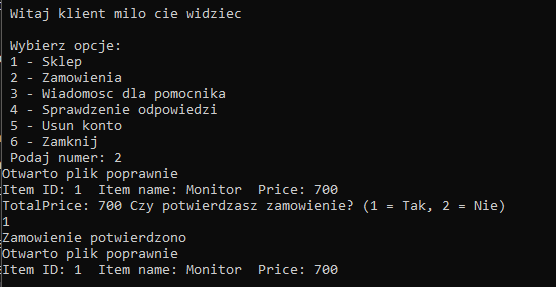 Witaj klient milo cie widziec
Wybierz opcje:
1 - Sklep
2 - Zamowienia
3 - Wiadomosc dla pomocnika
4 - Sprawdzenie odpowiedzi
5 - Usun konto
6 - Zamknij
Podaj numer: 2
Otwarto plik poprawnie
Item ID: 1  Item name: Monitor  Price: 700
TotalPrice: 700 Czy potwierdzasz zamowienie? (1 = Tak, 2 = Nie)
1
Zamowienie potwierdzono
Otwarto plik poprawnie
Item ID: 1  Item name: Monitor  Price: 700